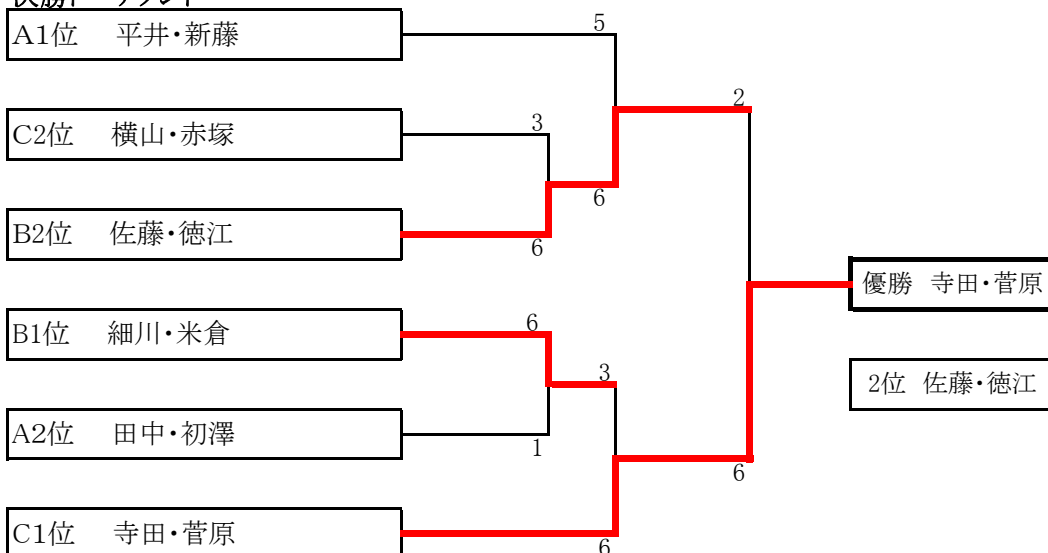 A1位 平井・新藤
5
2
C2位 横山・赤塚
3
6
B2位 佐藤・徳江
6
優勝 寺田・菅原
B1位 細川・米倉
6
3
2位 佐藤・徳江
A2位 田中・初澤
1
6
C1位 寺田・菅原
6